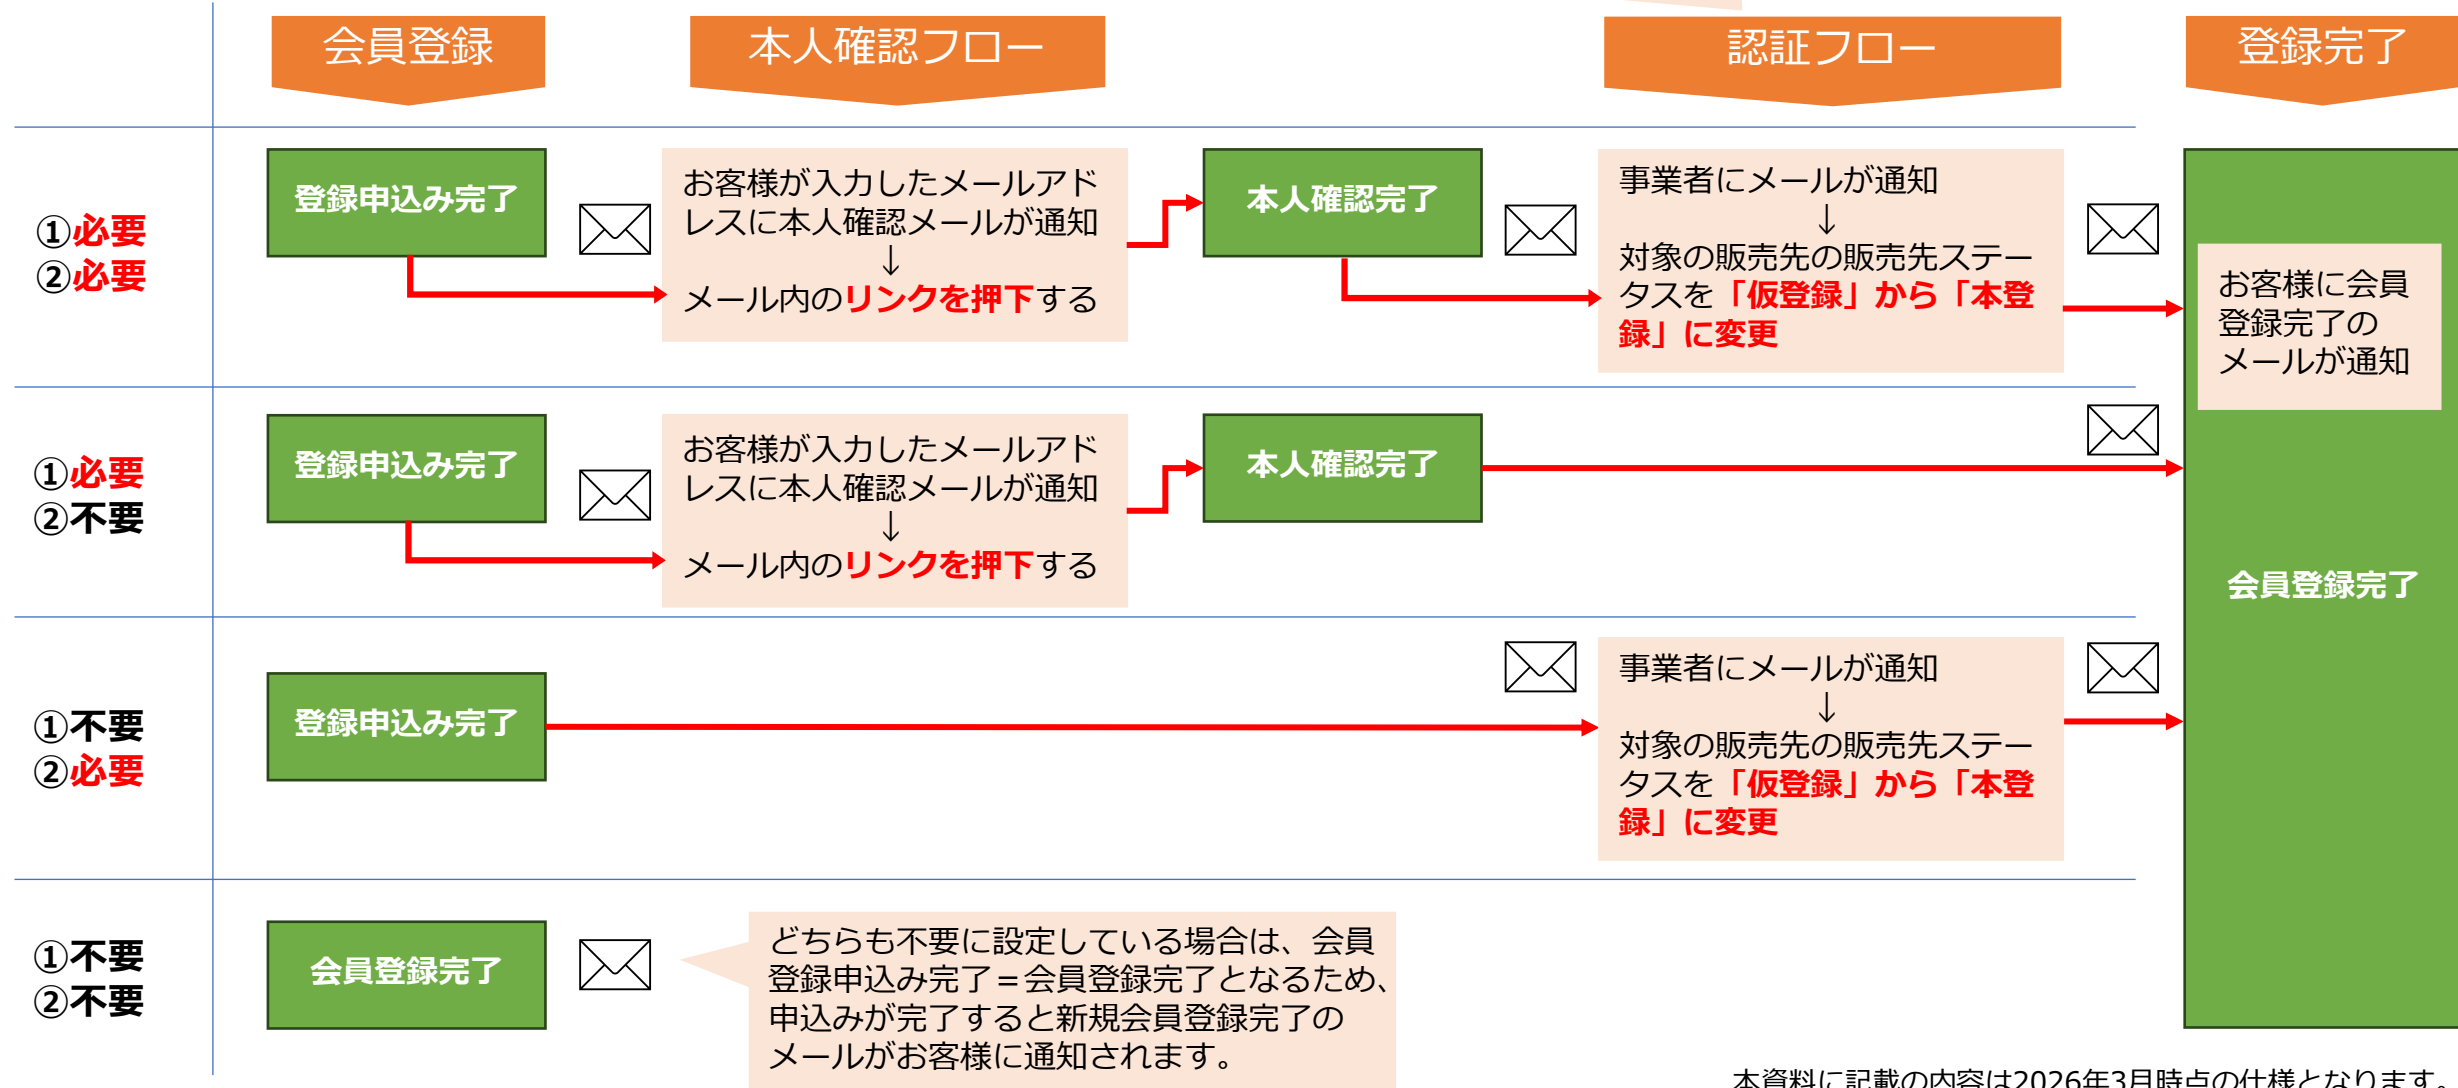 会員登録
本人確認フロー
認証フロー
登録完了
①必要
②必要
登録申込み完了
お客様が入力したメールアド
レスに本人確認メールが通知
↓
メール内のリンクを押下する
本人確認完了
事業者にメールが通知
↓
対象の販売先の販売先ステー
タスを「仮登録」から「本登
録」に変更
お客様に会員
登録完了の
メールが通知
①必要
②不要
登録申込み完了
お客様が入力したメールアド
レスに本人確認メールが通知
↓
メール内のリンクを押下する
本人確認完了
会員登録完了
①不要
②必要
登録申込み完了
事業者にメールが通知
↓
対象の販売先の販売先ステー
タスを「仮登録」から「本登
録」に変更
①不要
②不要
会員登録完了
どちらも不要に設定している場合は、会員
登録申込み完了＝会員登録完了となるため、
申込みが完了すると新規会員登録完了の
メールがお客様に通知されます。
本資料に記載の内容は2026年3月時点の仕様となります。